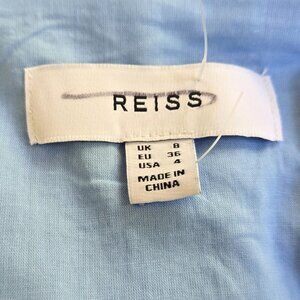 REISS
UK 8
EU 36
USA 4
MADE IN
CHINA